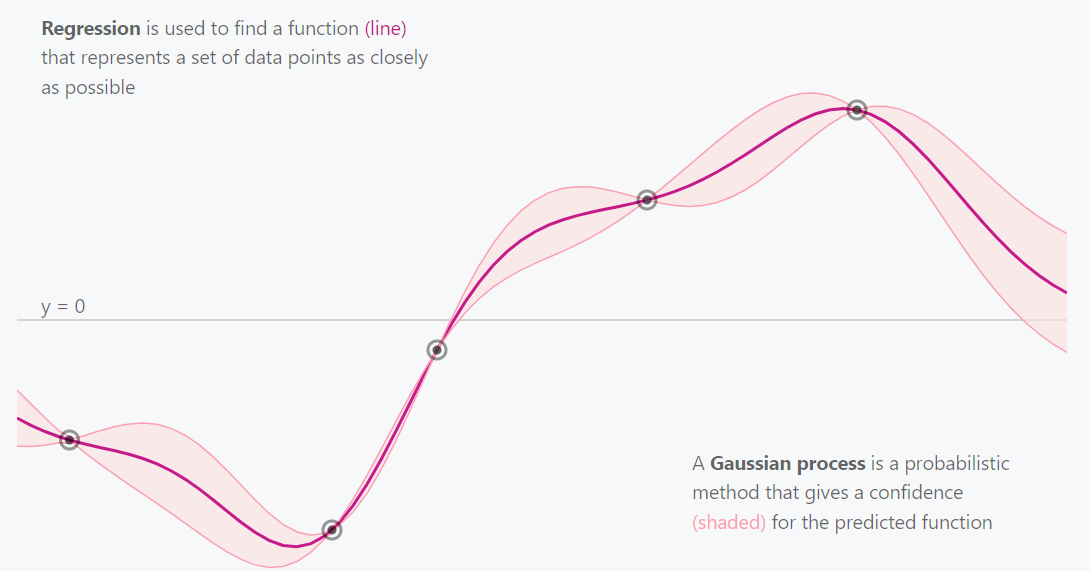 Regression is used to find a function (line)
that represents a set of data points as closely
as possible
y = 0
A Gaussian process is a probabilistic
method that gives a confidence
(shaded) for the predicted function